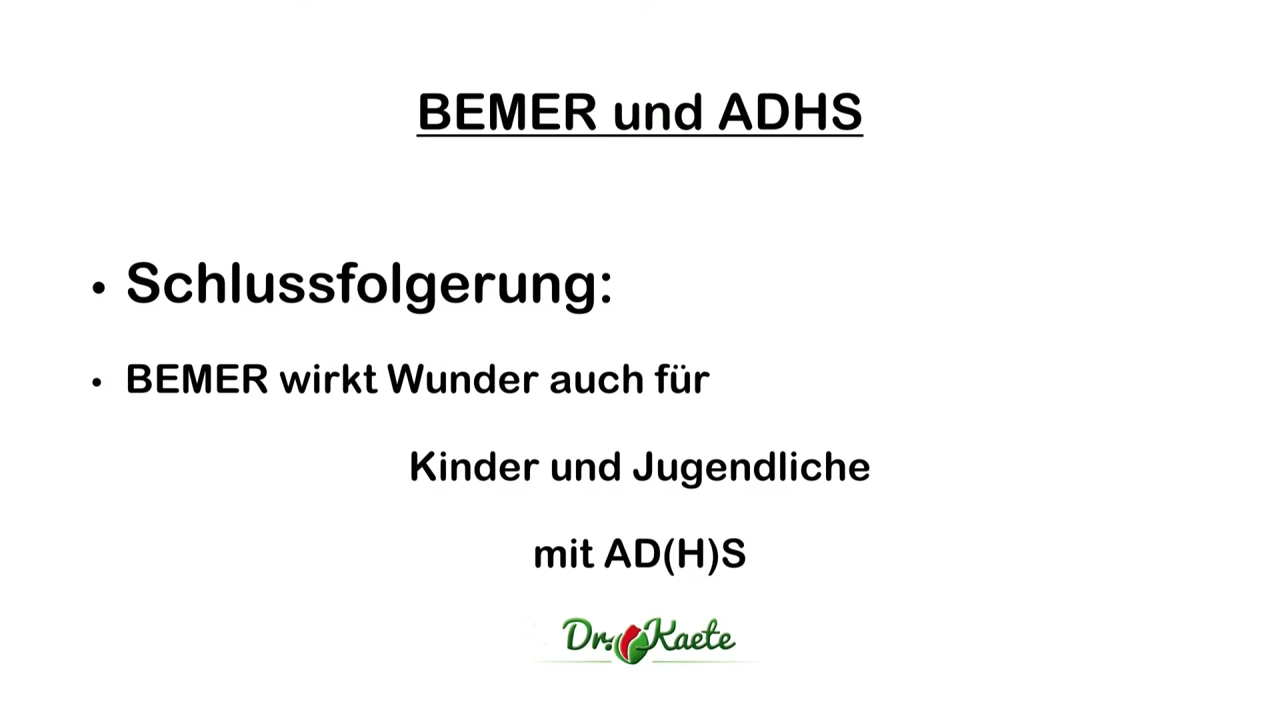 BEMER und ADHS
• Schlussfolgerung:
• BEMER wirkt Wunder auch für
Kinder und Jugendliche
mit AD(H)S
Dr. Kaete